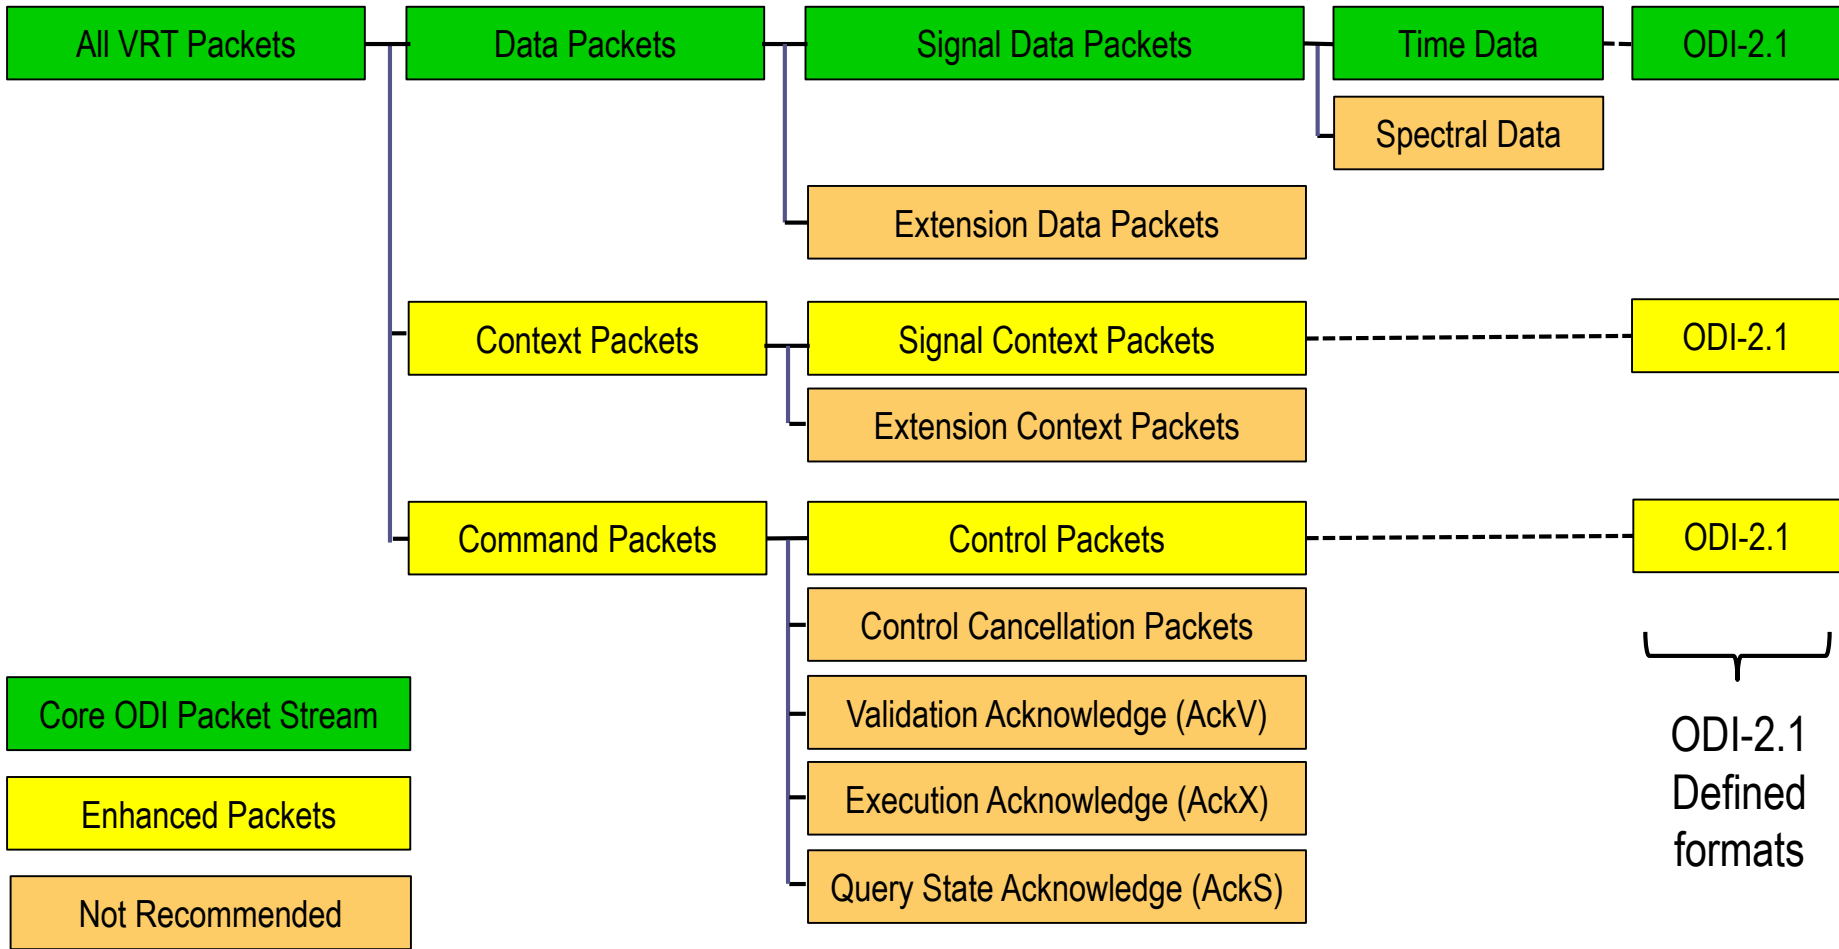 All VRT Packets
Data Packets
Signal Data Packets
Time Data
ODI-2.1
Spectral Data
Extension Data Packets
Context Packets
Signal Context Packets
ODI-2.1
Extension Context Packets
Command Packets
Control Packets
ODI-2.1
Control Cancellation Packets
Validation Acknowledge (AckV)
Execution Acknowledge (AckX)
Query State Acknowledge (AckS)
Core ODI Packet Stream
Enhanced Packets
Not Recommended
ODI-2.1
Defined
formats